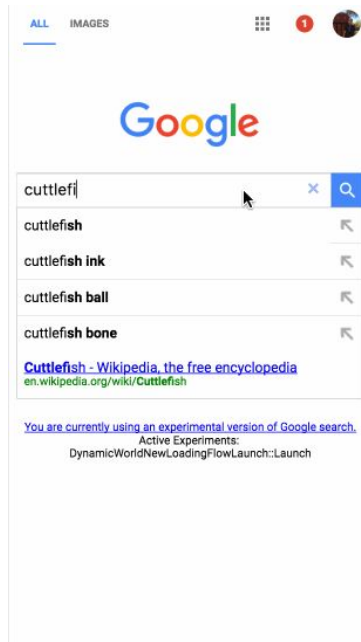 ALL IMAGES 1
Google
cuttlefi
cuttlefish
cuttlefish ink
cuttlefish ball
cuttlefish bone
Cuttlefish - Wikipedia, the free encyclopedia
en.wikipedia.org/wiki/Cuttlefish
You are currently using an experimental version of Google search.
Active Experiments:
DynamicWorldNewLoadingFlowLaunch::Launch